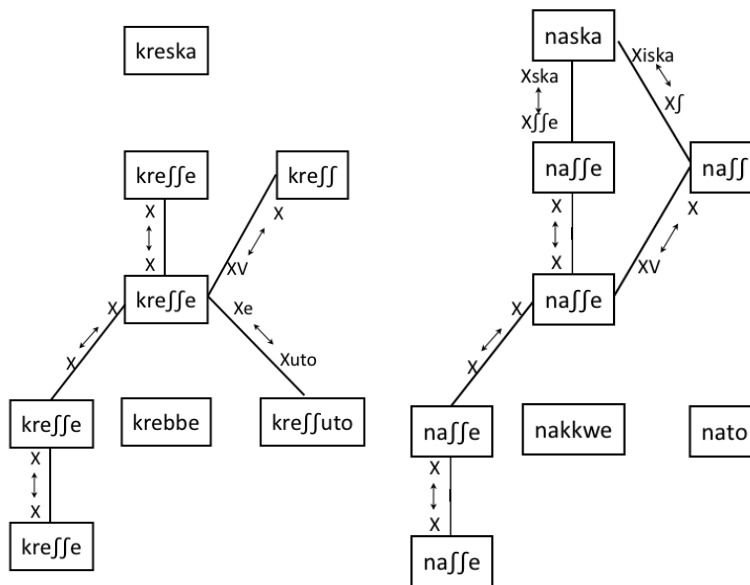 kreska
kreʃʃe
kreʃʃ
X
X
X
XV
kreʃʃe
X
X
Xe
Xuto
kreʃʃe
krebbe
kreʃʃuto
X
X
kreʃʃe
naska
Xska
Xʃʃe
Xiska
Xʃ
naʃʃe
naʃʃ
X
X
X
XV
naʃʃe
X
X
naʃʃe
nakkwe
nato
X
X
naʃʃe